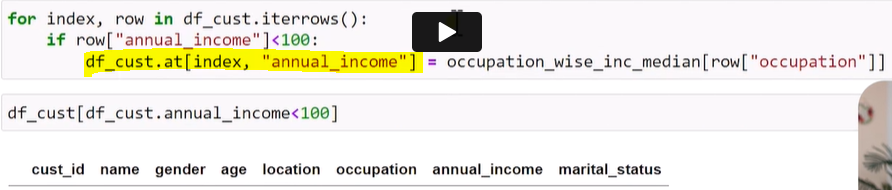 for index, row in df_cust.iterrows():
    if row["annual_income"]<100:
        df_cust.at[index, "annual_income"] = occupation_wise_inc_median[row["occupation"]]
df_cust[df_cust.annual_income<100]
cust_id name gender age location occupation annual_income marital_status